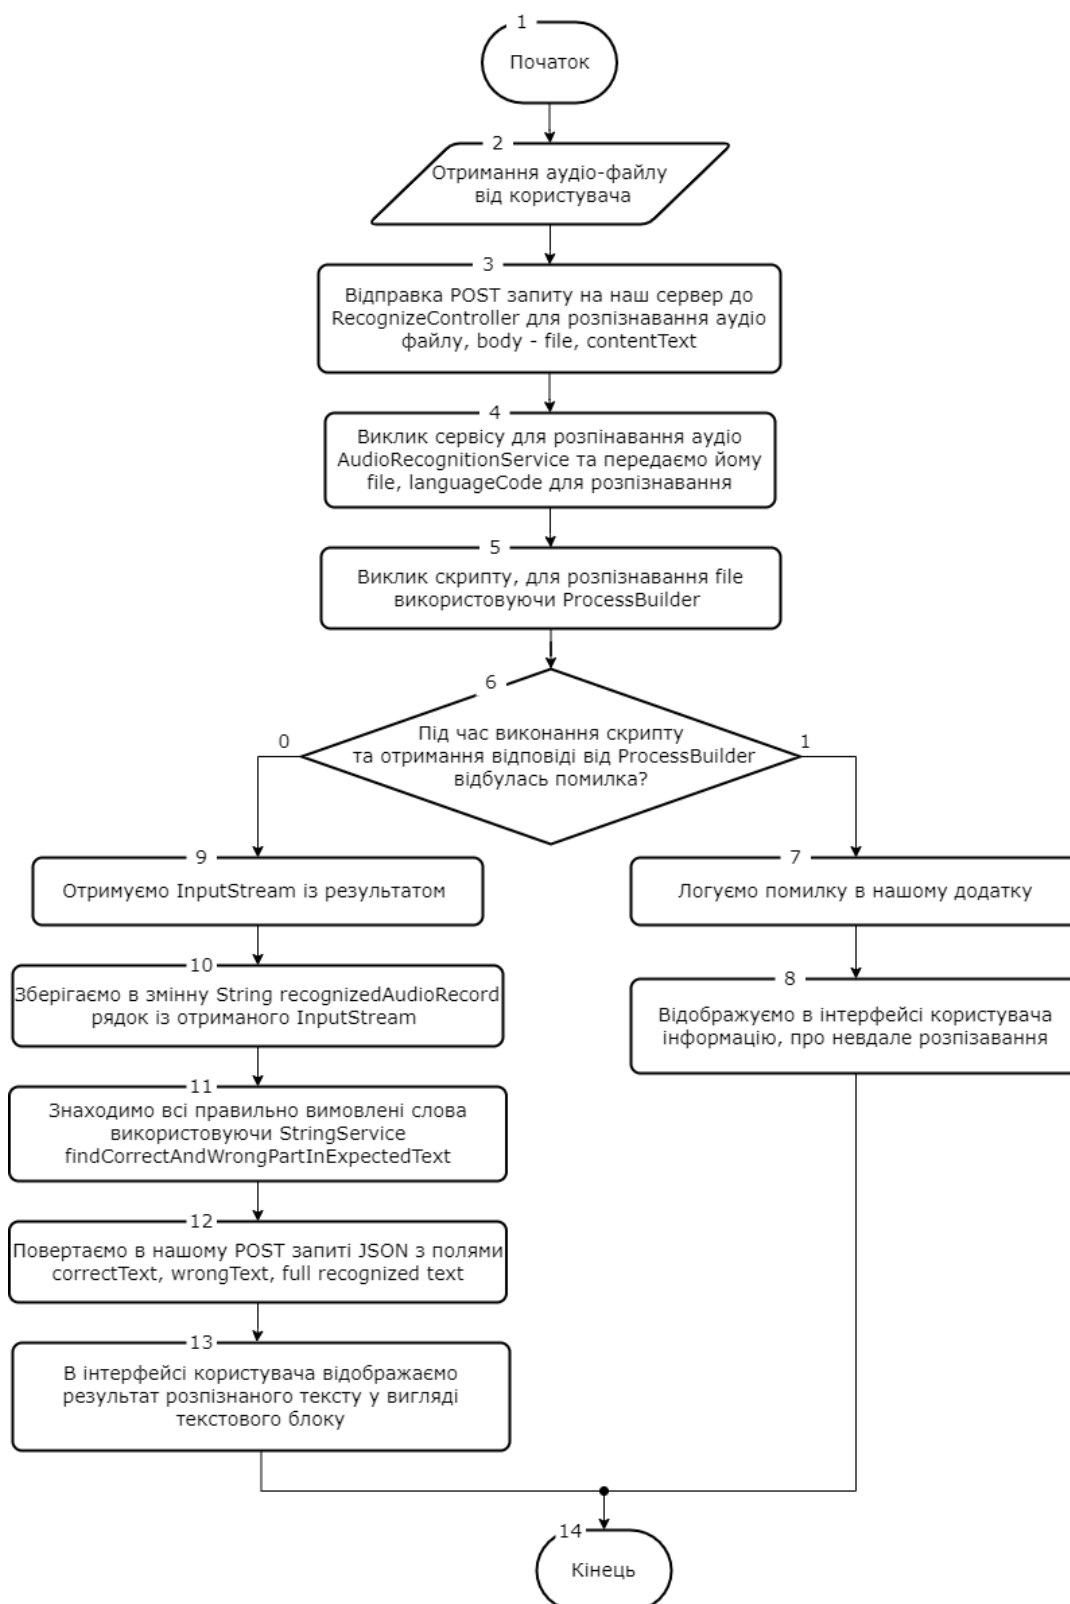 1
Початок
2
Отримання аудіо-файлу
від користувача
3
Відправка POST запиту на наш сервер до
RecognizeController для розпізнавання аудіо
файлу, body - file, contentText
4
Виклик сервісу для розпінавання аудіо
AudioRecognitionService та передаємо йому
file, languageCode для розпізнавання
5
Виклик скрипту, для розпізнавання file
використовуючи ProcessBuilder
6
Під час виконання скрипту
та отримання відповіді від ProcessBuilder
відбулась помилка?
0
1
9
Отримуємо InputStream із результатом
10
Зберігаємо в змінну String recognizedAudioRecord
рядок із отриманого InputStream
11
Знаходимо всі правильно вимовлені слова
використовуючи StringService
findCorrectAndWrongPartInExpectedText
12
Повертаємо в нашому POST запиті JSON з полями
correctText, wrongText, full recognized text
13
В інтерфейсі користувача відображаємо
результат розпізнаного тексту у вигляді
текстового блоку
7
Логуємо помилку в нашому додатку
8
Відображуємо в інтерфейсі користувача
інформацію, про невдале розпізавання
14
Кінець